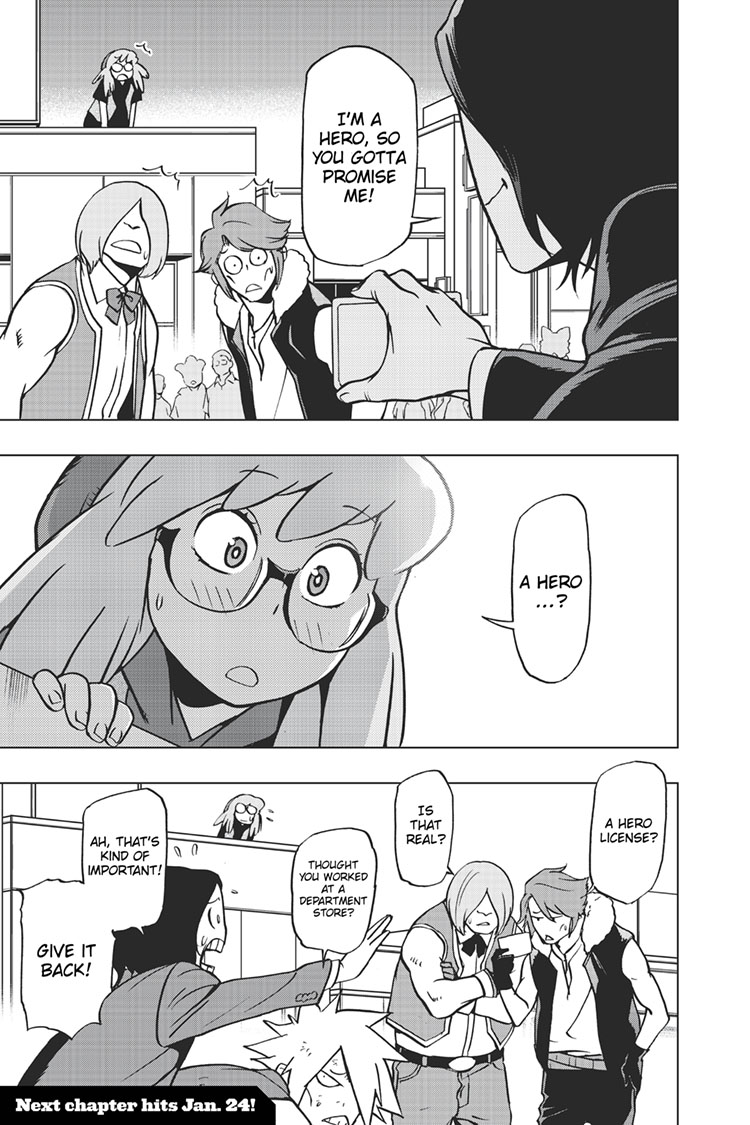 I'M A
HERO, SO
YOU GOTTA
PROMISE
ME!
A HERO
...?
A HERO
LICENSE?
IS
THAT
REAL?
THOUGHT
YOU WORKED
AT A
DEPARTMENT
STORE?
AH, THAT'S
KIND OF
IMPORTANT!
GIVE IT
BACK!
Next chapter hits Jan. 24!